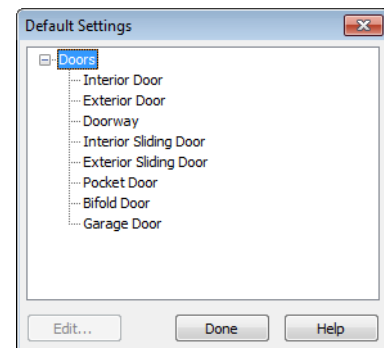 Default Settings
Doors
Interior Door
Exterior Door
Doorway
Interior Sliding Door
Exterior Sliding Door
Pocket Door
Bifold Door
Garage Door
Edit... Done Help